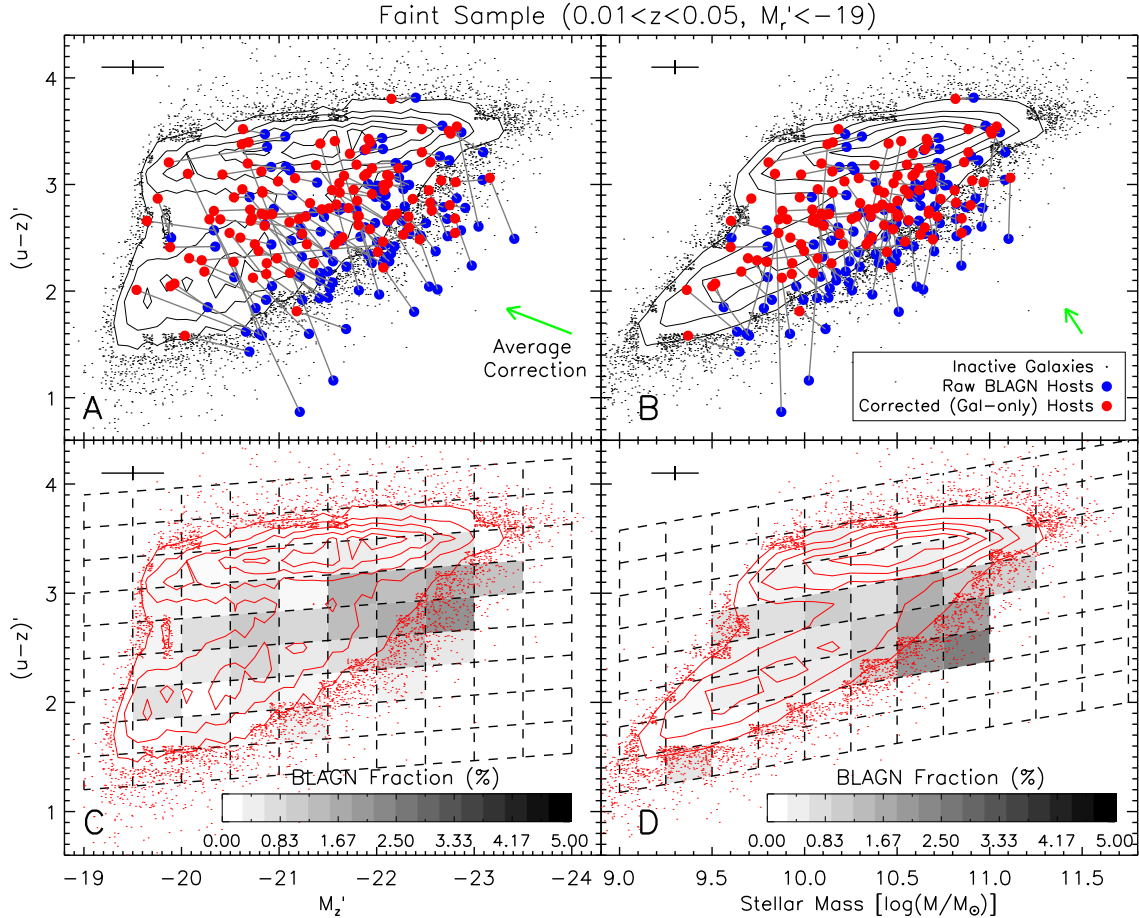 Faint Sample (0.01<z<0.05, M_r'<-19)
4
3
2
1
(u-z)'
A
Average
Correction
B
Inactive Galaxies
Raw BLAGN Hosts
Corrected (Gal-only) Hosts
4
3
2
1
(u-z)'
C
BLAGN Fraction (%)
0.00 0.83 1.67 2.50 3.33 4.17 5.00
D
BLAGN Fraction (%)
0.00 0.83 1.67 2.50 3.33 4.17 5.00
-19 -20 -21 -22 -23 -24
M_z'
9.0 9.5 10.0 10.5 11.0 11.5
Stellar Mass [log(M/M⊙)]